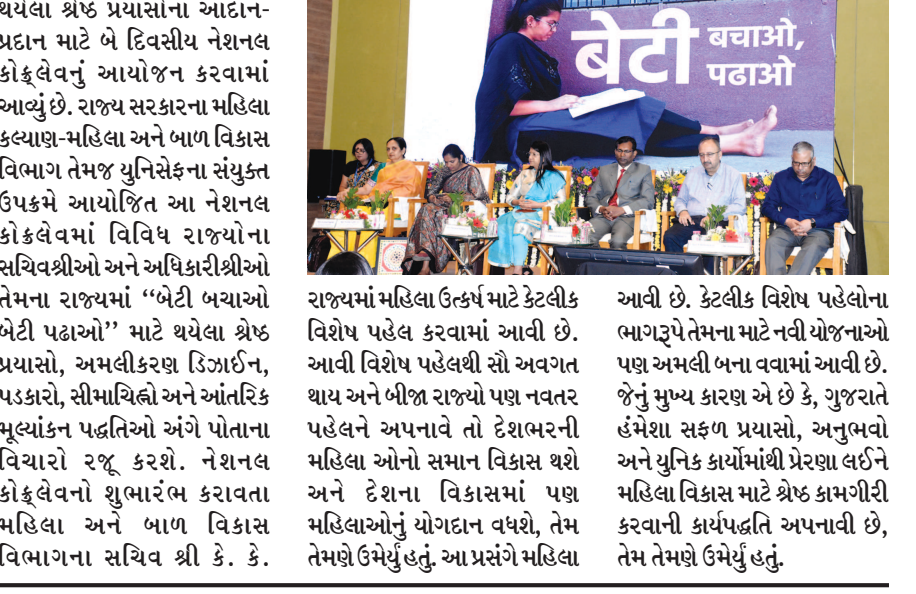 થયેલા શ્રેષ્ઠ પ્રયાસોના આદાન-
પ્રદાન માટે બે દિવસીય નેશનલ
કોન્ક્લેવનું આયોજન કરવામાં
આવ્યું છે. રાજ્ય સરકારના મહિલા
કલ્યાણ-મહિલા અને બાળ વિકાસ
વિભાગ તેમજ યુનિસેફના સંયુક્ત
ઉપક્રમે આયોજિત આ નેશનલ
કોંકલેવમાં વિવિધ રાજ્યોના
સચિવશ્રીઓ અને અધિકારીશ્રીઓ
તેમના રાજ્યમાં “બેટી બચાઓ
બેટી પઢાઓ” માટે થયેલા શ્રેષ્ઠ
પ્રયાસો, અમલીકરણ ડિઝાઈન,
પડકારો, સીમાચિહ્નો અને આંતરિક
મૂલ્યાંકન પદ્ધતિઓ અંગે પોતાના
વિચારો રજૂ કરશે. નેશનલ
કોન્ક્લેવનો શુભારંભ કરાવતા
મહિલા અને બાળ વિકાસ
વિભાગના સચિવ શ્રી કે. કે.
बेटी बचाओ,
पढाओ
રાજ્યમાં મહિલા ઉત્કર્ષ માટે કેટલીક
વિશેષ પહેલ કરવામાં આવી છે.
આવી વિશેષ પહેલથી સૌ અવગત
થાય અને બીજા રાજ્યો પણ નવતર
પહેલને અપનાવે તો દેશભરની
મહિલા ઓનો સમાન વિકાસ થશે
અને દેશના વિકાસમાં પણ
મહિલાઓનું યોગદાન વધશે, તેમ
તેમણે ઉમેર્યું હતું. આ પ્રસંગે મહિલા
આવી છે. કેટલીક વિશેષ પહેલોના
ભાગરૂપે તેમના માટે નવી યોજનાઓ
પણ અમલી બના વવામાં આવી છે.
જેનું મુખ્ય કારણ એ છે કે, ગુજરાતે
હંમેશા સફળ પ્રયાસો, અનુભવો
અને યુનિક કાર્યોમાંથી પ્રેરણા લઈને
મહિલા વિકાસ માટે શ્રેષ્ઠ કામગીરી
કરવાની કાર્યપદ્ધતિ અપનાવી છે,
તેમ તેમણે ઉમેર્યું હતું.